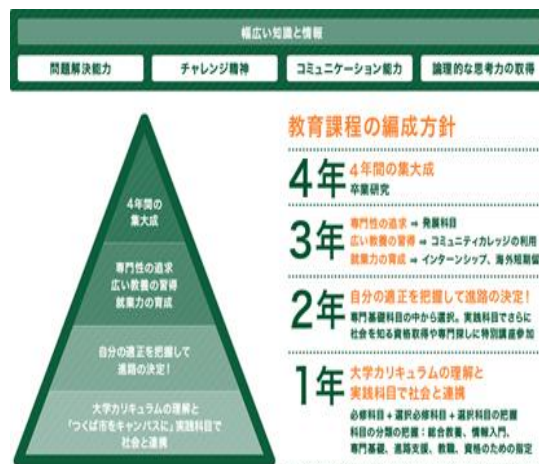 幅広い知識と情報
問題解決能力
チャレンジ精神
コミュニケーション能力
論理的な思考力の取得
4年間の
集大成
専門性の追求
広い教養の習得
就業力の育成
自分の適正を把握して
進路の決定！
大学カリキュラムの理解と
「つくば市をキャンパスに」実践科目で
社会と連携
教育課程の編成方針
4年
4年間の集大成
卒業研究
3年
専門性の追求 ⇒ 発展科目
広い教養の習得 ⇒ コミュニティカレッジの利用
就業力の育成 ⇒ インターンシップ、海外短期留
2年
自分の適正を把握して進路の決定！
専門基礎科目の中から選択。実践科目でさらに
社会を知る資格取得や専門探しに特別講座参加
1年
大学カリキュラムの理解と
実践科目で社会と連携
必修科目＋選択必修科目＋選択科目の把握
科目の分類の把握：総合教養、情報入門、
専門基礎、進路支援、教職、資格のための指定